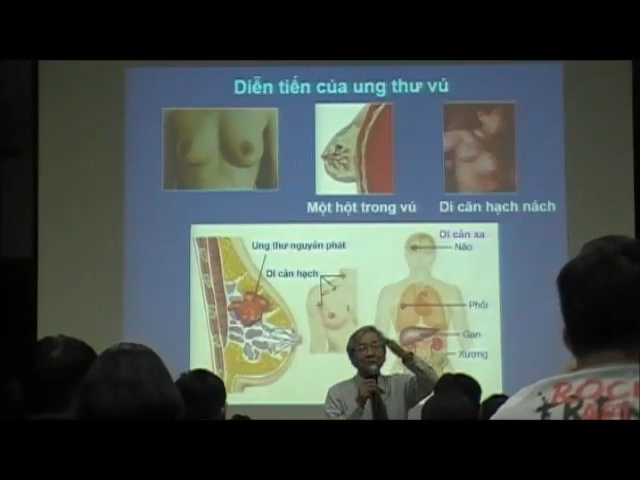 Diễn tiến của ung thư vú
Một hột trong vú
Di căn hạch nách
Di căn xa
Ung thư nguyên phát
Não
Di căn hạch
Phổi
Gan
Xương
ROCK